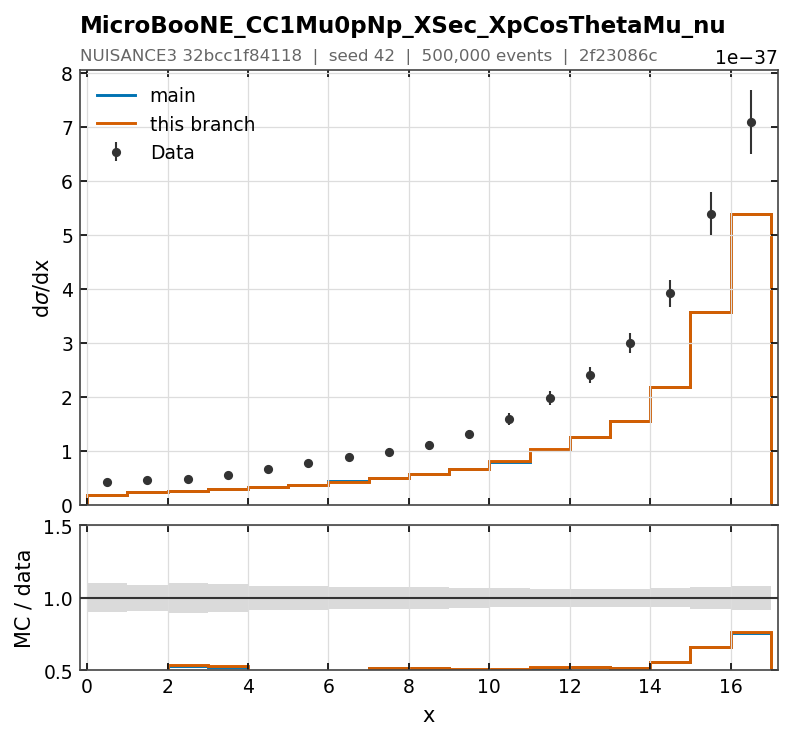 MicroBooNE_CC1Mu0pNp_XSec_XpCosThetaMu_nu
NUISANCE3 32bcc1f84118 | seed 42 | 500,000 events | 2f23086c
1e−37
main
this branch
Data
dσ/dx
8
7
6
5
4
3
2
1
0
MC / data
1.5
1.0
0.5
0 2 4 6 8 10 12 14 16
x